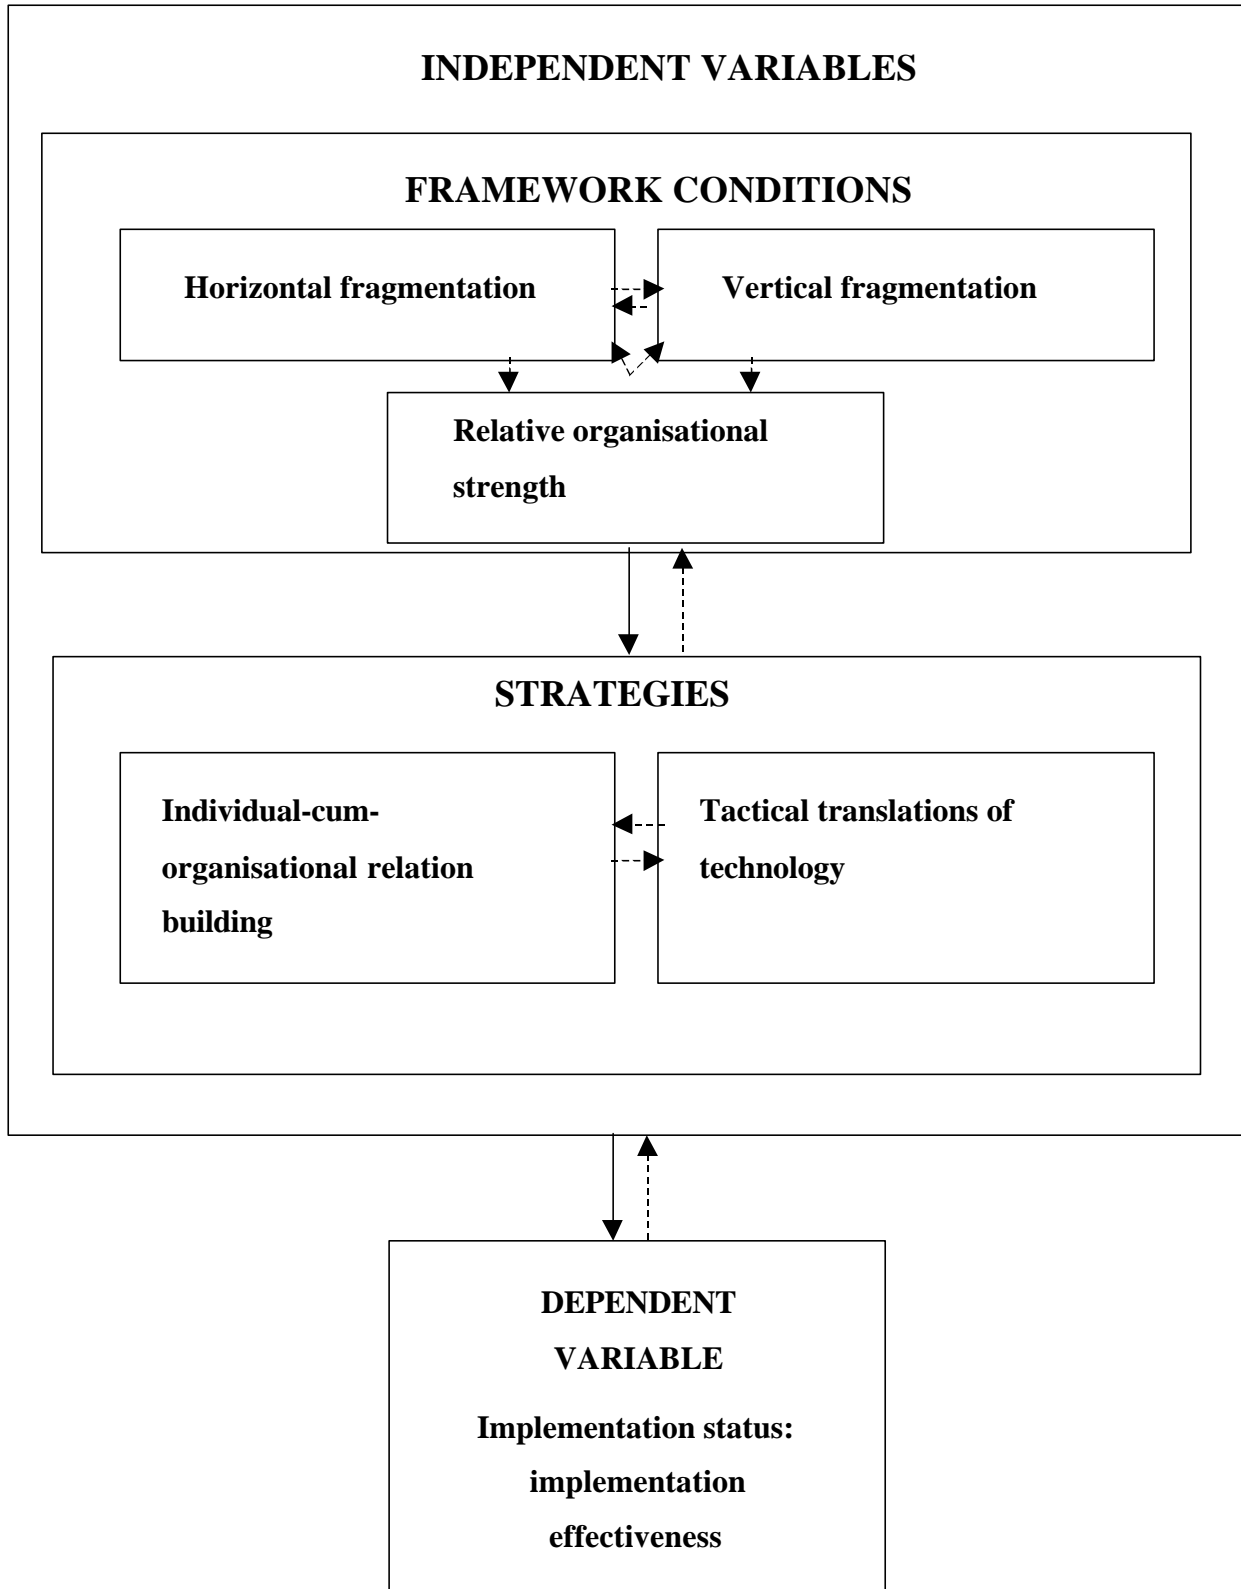 INDEPENDENT VARIABLES
FRAMEWORK CONDITIONS
Horizontal fragmentation
Vertical fragmentation
Relative organisational
strength
STRATEGIES
Individual-cum-
organisational relation
building
Tactical translations of
technology
DEPENDENT
VARIABLE
Implementation status:
implementation
effectiveness